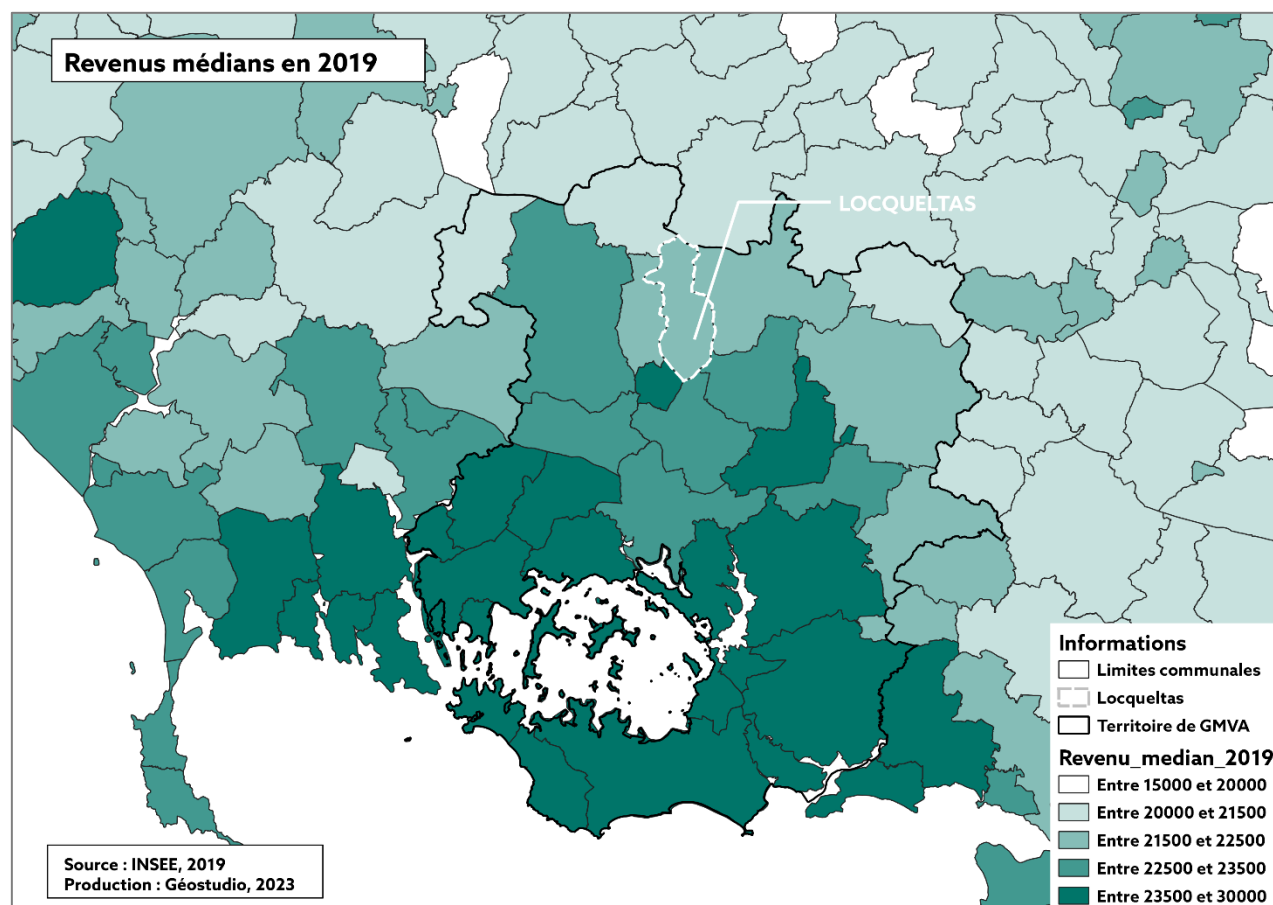 Revenus médians en 2019
LOCQUELTAS
Informations
Limites communales
Locqueltas
Territoire de GMVA
Revenu_median_2019
Entre 15000 et 20000
Entre 20000 et 21500
Entre 21500 et 22500
Entre 22500 et 23500
Entre 23500 et 30000
Source : INSEE, 2019
Production : Géostudio, 2023